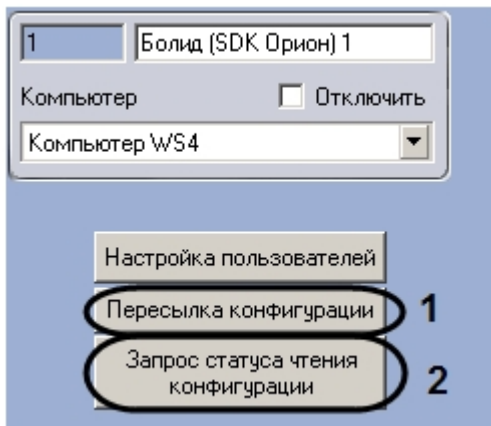 1 Болид (SDK Орион) 1
Компьютер Отключить
Компьютер WS4
Настройка пользователей
Пересылка конфигурации 1
Запрос статуса чтения
конфигурации 2